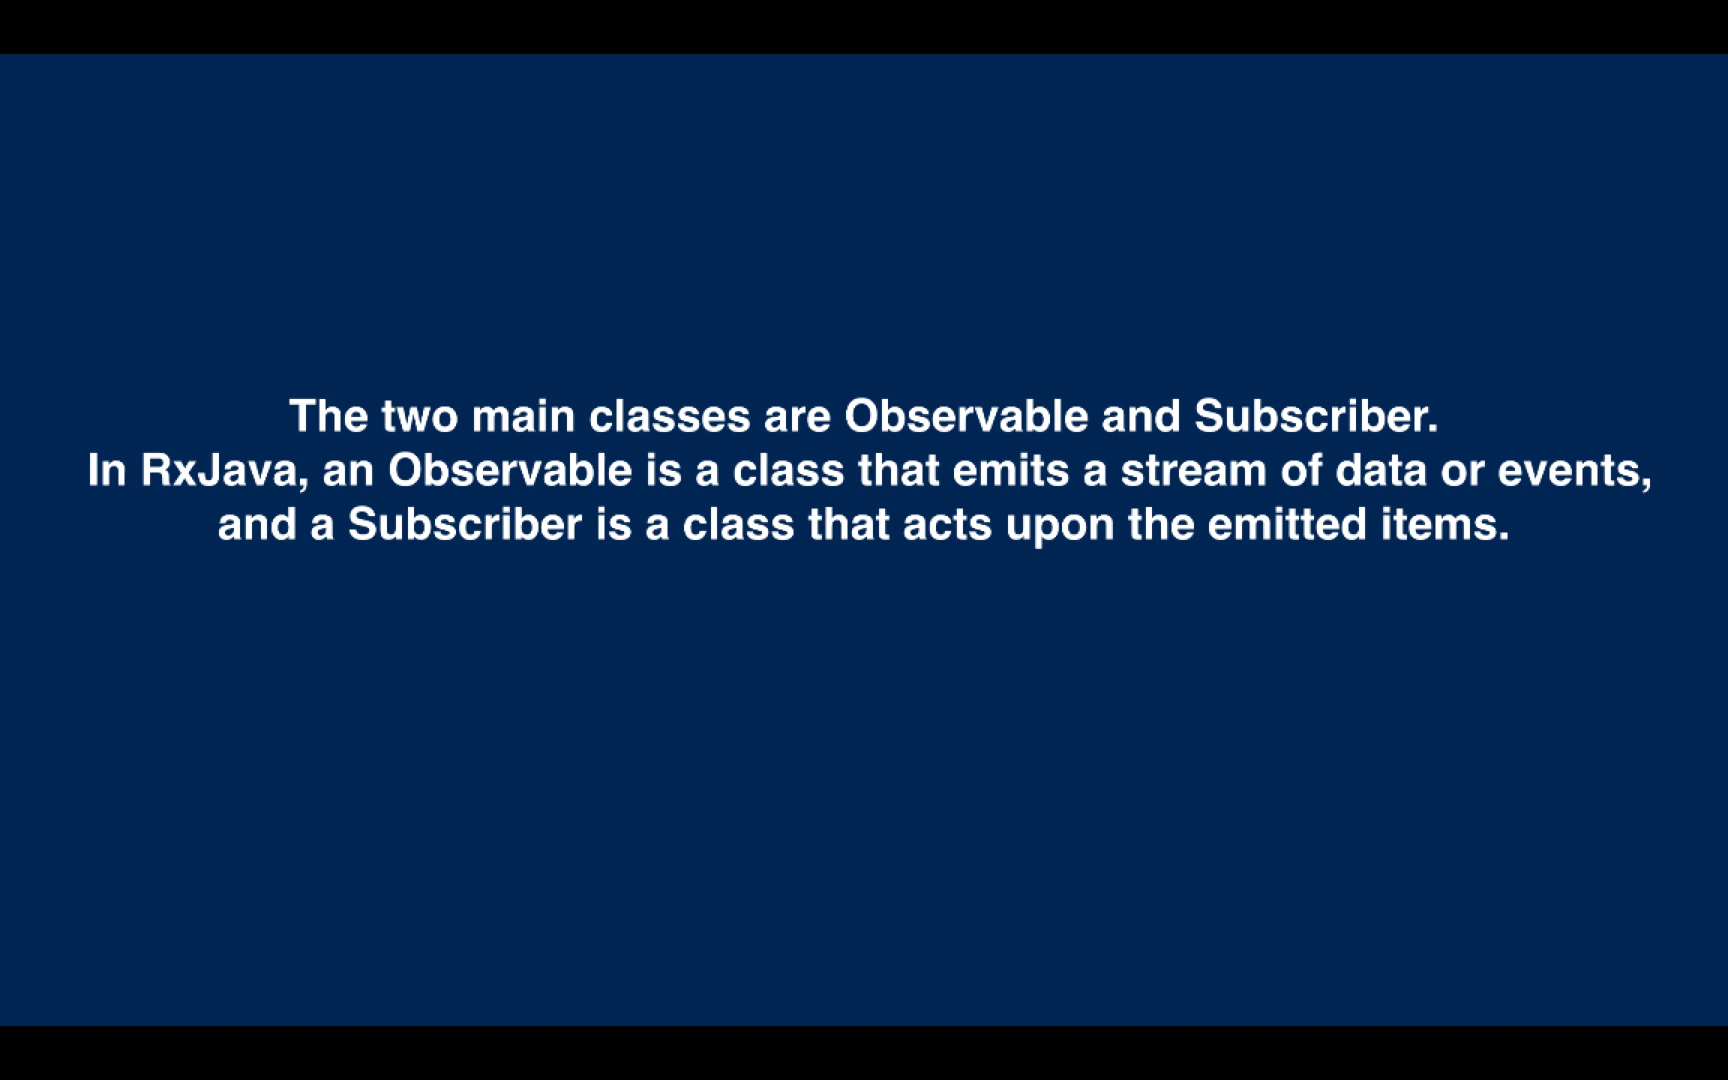 The two main classes are Observable and Subscriber.
In RxJava, an Observable is a class that emits a stream of data or events,
and a Subscriber is a class that acts upon the emitted items.